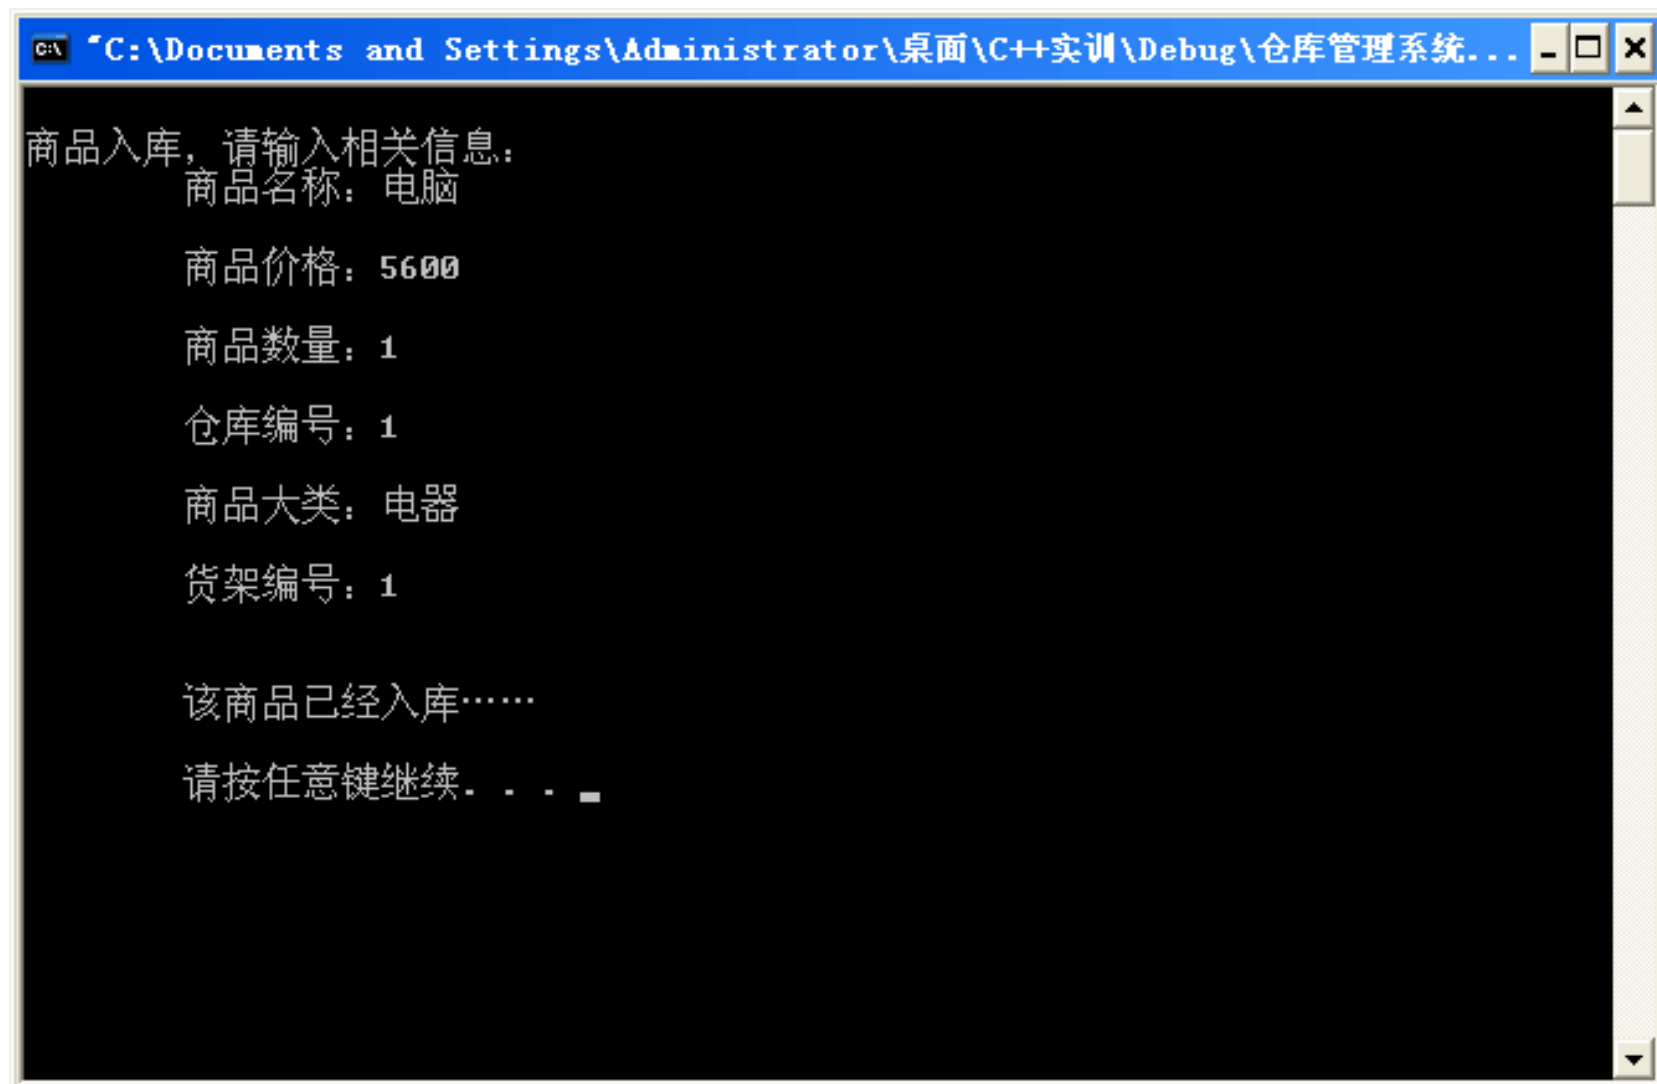 "C:\Documents and Settings\Administrator\桌面\C++实训\Debug\仓库管理系统...
商品入库，请输入相关信息：
商品名称：电脑
商品价格：5600
商品数量：1
仓库编号：1
商品大类：电器
货架编号：1
该商品已经入库……
请按任意键继续. . .